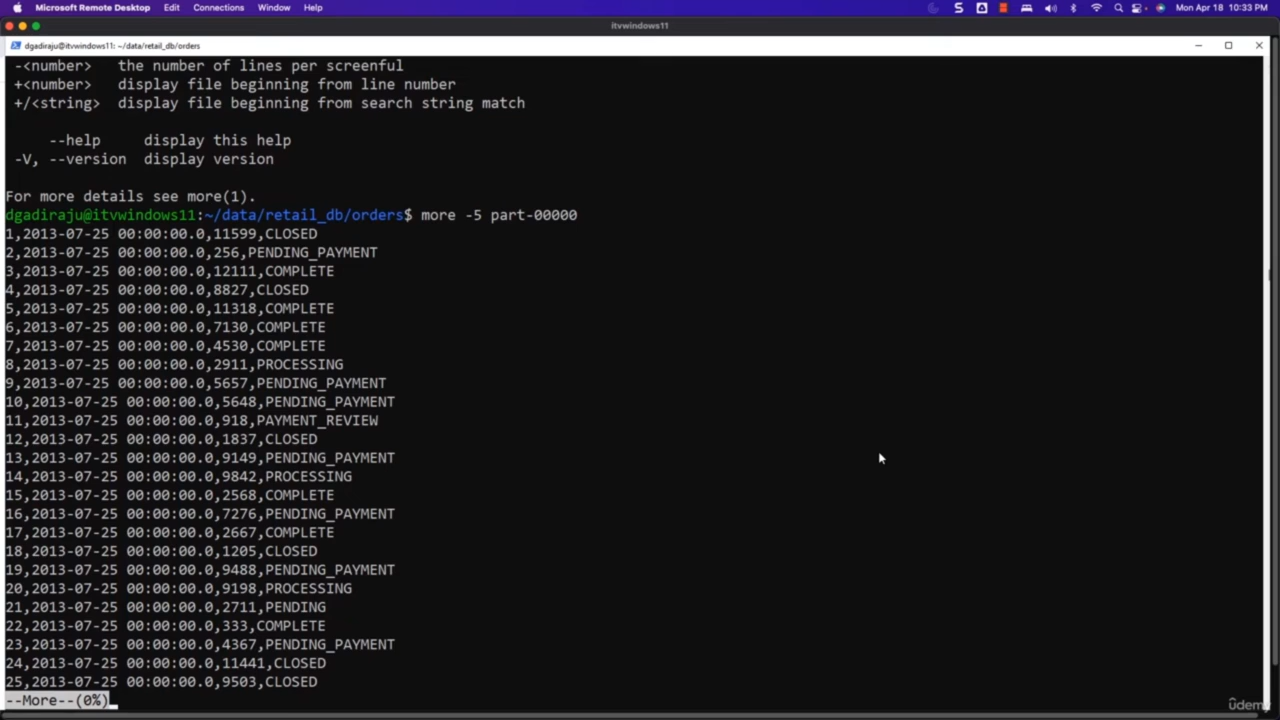 Microsoft Remote Desktop Edit Connections Window Help Mon Apr 18 10:33 PM
itvwindows11
dgadiraju@itvwindows11: ~/data/retail_db/orders
-<number> the number of lines per screenful
+<number> display file beginning from line number
+/<string> display file beginning from search string match
--help display this help
-V, --version display version
For more details see more(1).
dgadiraju@itvwindows11:~/data/retail_db/orders$ more -5 part-00000
1,2013-07-25 00:00:00.0,11599,CLOSED
2,2013-07-25 00:00:00.0,256,PENDING_PAYMENT
3,2013-07-25 00:00:00.0,12111,COMPLETE
4,2013-07-25 00:00:00.0,8827,CLOSED
5,2013-07-25 00:00:00.0,11318,COMPLETE
6,2013-07-25 00:00:00.0,7130,COMPLETE
7,2013-07-25 00:00:00.0,4530,COMPLETE
8,2013-07-25 00:00:00.0,2911,PROCESSING
9,2013-07-25 00:00:00.0,5657,PENDING_PAYMENT
10,2013-07-25 00:00:00.0,5648,PENDING_PAYMENT
11,2013-07-25 00:00:00.0,918,PAYMENT_REVIEW
12,2013-07-25 00:00:00.0,1837,CLOSED
13,2013-07-25 00:00:00.0,9149,PENDING_PAYMENT
14,2013-07-25 00:00:00.0,9842,PROCESSING
15,2013-07-25 00:00:00.0,2568,COMPLETE
16,2013-07-25 00:00:00.0,7276,PENDING_PAYMENT
17,2013-07-25 00:00:00.0,2667,COMPLETE
18,2013-07-25 00:00:00.0,1205,CLOSED
19,2013-07-25 00:00:00.0,9488,PENDING_PAYMENT
20,2013-07-25 00:00:00.0,9198,PROCESSING
21,2013-07-25 00:00:00.0,2711,PENDING
22,2013-07-25 00:00:00.0,333,COMPLETE
23,2013-07-25 00:00:00.0,4367,PENDING_PAYMENT
24,2013-07-25 00:00:00.0,11441,CLOSED
25,2013-07-25 00:00:00.0,9503,CLOSED
--More--(0%)
ûdemy